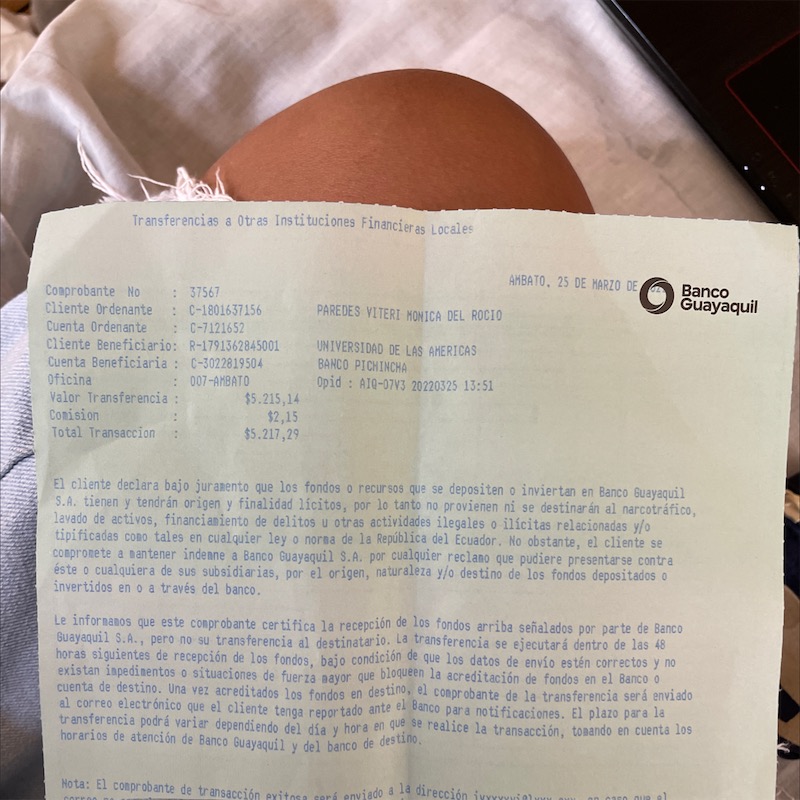 Transferencias a Otras Instituciones Financieras Locales
AMBATO, 25 DE MARZO DE
Banco
Guayaquil
Comprobante No : 37567
Cliente Ordenante : C-1801637156 PAREDES VITERI MONICA DEL ROCIO
Cuenta Ordenante : C-7121652
Cliente Beneficiario: R-1791362845001 UNIVERSIDAD DE LAS AMERICAS
Cuenta Beneficiaria : C-3022819504 BANCO PICHINCHA
Oficina : 007-AMBATO Opid : AIQ-07V3 20220325 13:51
Valor Transferencia : $5.215,14
Comision : $2,15
Total Transaccion : $5.217,29
El cliente declara bajo juramento que los fondos o recursos que se depositen o inviertan en Banco Guayaquil
S.A. tienen y tendrán origen y finalidad lícitos, por lo tanto no provienen ni se destinarán al narcotráfico,
lavado de activos, financiamiento de delitos u otras actividades ilegales o ilícitas relacionadas y/o
tipificadas como tales en cualquier ley o norma de la República del Ecuador. No obstante, el cliente se
compromete a mantener indemne a Banco Guayaquil S.A. por cualquier reclamo que pudiere presentarse contra
éste o cualquiera de sus subsidiarias, por el origen, naturaleza y/o destino de los fondos depositados o
invertidos en o a través del banco.
Le informamos que este comprobante certifica la recepción de los fondos arriba señalados por parte de Banco
Guayaquil S.A., pero no su transferencia al destinatario. La transferencia se ejecutará dentro de las 48
horas siguientes de recepción de los fondos, bajo condición de que los datos de envío estén correctos y no
existan impedimentos o situaciones de fuerza mayor que bloqueen la acreditación de fondos en el Banco o
cuenta de destino. Una vez acreditados los fondos en destino, el comprobante de la transferencia será enviado
al correo electrónico que el cliente tenga reportado ante el Banco para notificaciones. El plazo para la
transferencia podrá variar dependiendo del día y hora en que se realice la transacción, tomando en cuenta los
horarios de atención de Banco Guayaquil y del banco de destino.
Nota: El comprobante de transacción exitosa será enviado a la dirección